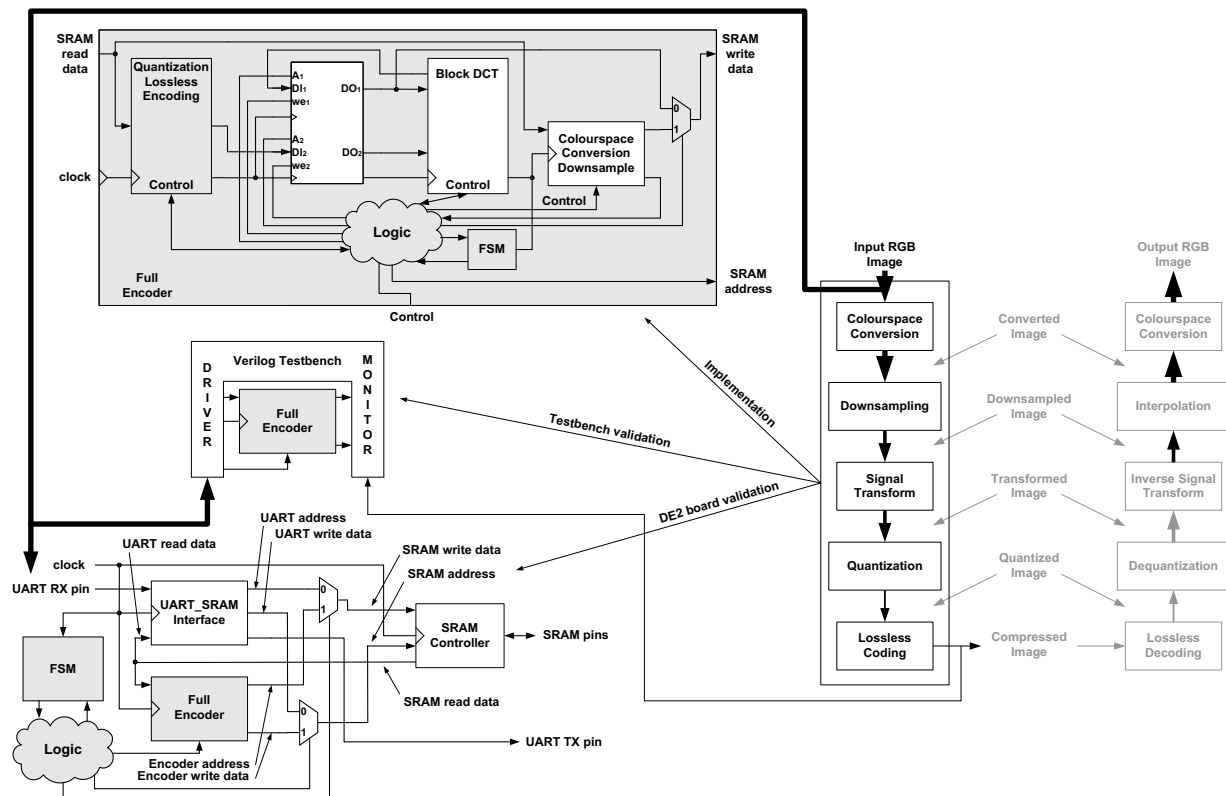 SRAM
read
data
Quantization
Lossless
Encoding
Control
clock
A1
DI1
we1
A2
DI2
we2
DO1
DO2
Block DCT
Control
Colourspace
Conversion
Downsample
Control
0
1
SRAM
write
data
Logic
FSM
Full
Encoder
Control
SRAM
address
Verilog Testbench
DRIVER
Full
Encoder
MONITOR
Implementation
Testbench validation
DE2 board validation
Input RGB
Image
Colourspace
Conversion
Downsampling
Signal
Transform
Quantization
Lossless
Coding
Output RGB
Image
Converted
Image
Colourspace
Conversion
Downsampled
Image
Interpolation
Transformed
Image
Inverse Signal
Transform
Quantized
Image
Dequantization
Compressed
Image
Lossless
Decoding
UART address
UART write data
UART read data
clock
UART RX pin
SRAM write data
SRAM address
UART_SRAM
Interface
0
1
SRAM
Controller
SRAM pins
FSM
SRAM read data
Full
Encoder
0
1
Logic
UART TX pin
Encoder address
Encoder write data